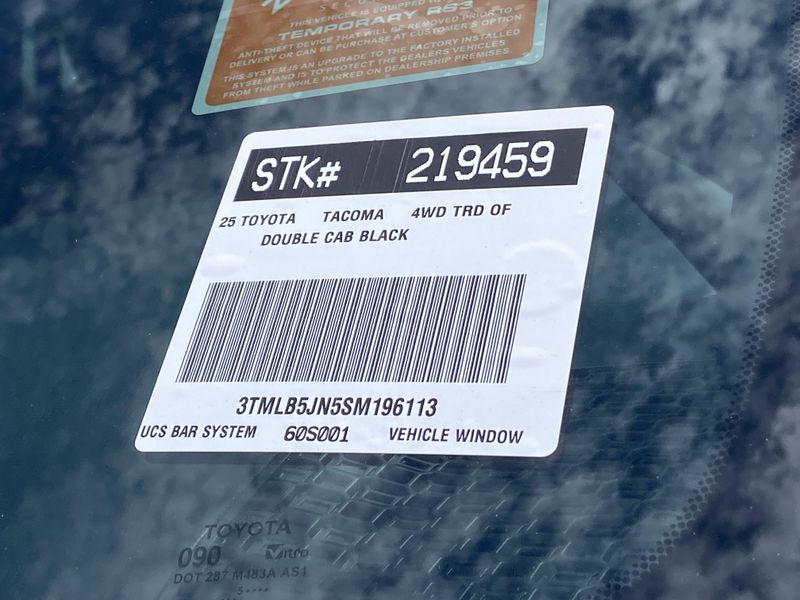 SECU
THIS VEHICLE IS EQUIPPED
TEMPORARY RS3
ANTI-THEFT DEVICE THAT WILL BE REMOVED PRIOR TO
DELIVERY OR CAN BE PURCHASE AT CUSTOMER'S OPTION
THIS SYSTEM IS AN UPGRADE TO THE FACTORY INSTALLED
SYSTEM AND IS TO PROTECT THE DEALERS VEHICLES
FROM THEFT WHILE PARKED ON DEALERSHIP PREMISES
STK# 219459
25 TOYOTA TACOMA 4WD TRD OF
DOUBLE CAB BLACK
3TMLB5JN5SM196113
UCS BAR SYSTEM 60S001 VEHICLE WINDOW
TOYOTA
090 Vitro
DOT 287 M483A AS1
5••••